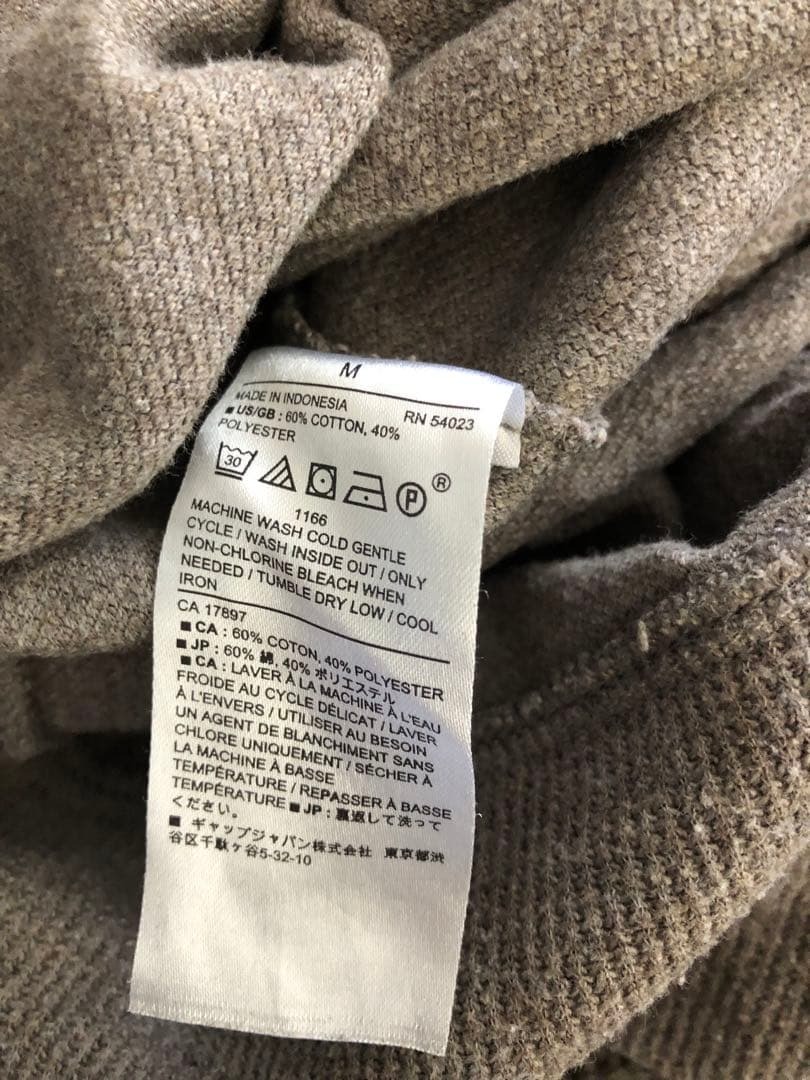 M
MADE IN INDONESIA RN 54023
■ US/GB : 60% COTTON, 40%
POLYESTER
30 P ®
1166
MACHINE WASH COLD GENTLE
CYCLE / WASH INSIDE OUT / ONLY
NON-CHLORINE BLEACH WHEN
NEEDED / TUMBLE DRY LOW / COOL
IRON
CA 17897
■ CA : 60% COTON, 40% POLYESTER
■ JP : 60% 綿, 40% ポリエステル
■ CA : LAVER À LA MACHINE À L'EAU
FROIDE AU CYCLE DÉLICAT / LAVER
À L'ENVERS / UTILISER AU BESOIN
UN AGENT DE BLANCHIMENT SANS
CHLORE UNIQUEMENT / SÉCHER À
LA MACHINE À BASSE
TEMPÉRATURE / REPASSER À BASSE
TEMPÉRATURE ■ JP : 裏返して洗って
ください。
■ ギャップジャパン株式会社 東京都渋
谷区千駄ヶ谷5-32-10